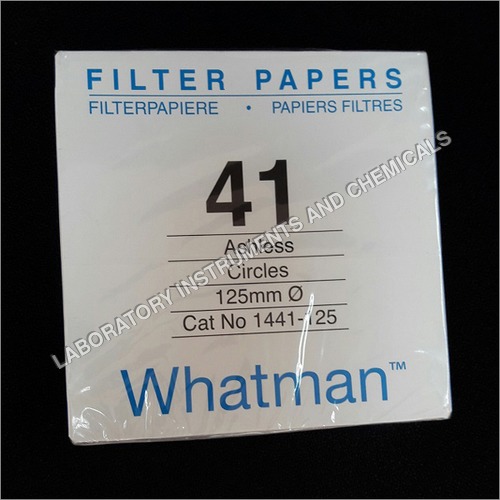 FILTER PAPERS
FILTERPAPIERE • PAPIERS FILTRES
41
Ashless
Circles
125mm Ø
Cat No 1441-125
Whatman™
LABORATORY INSTRUMENTS AND CHEMICALS